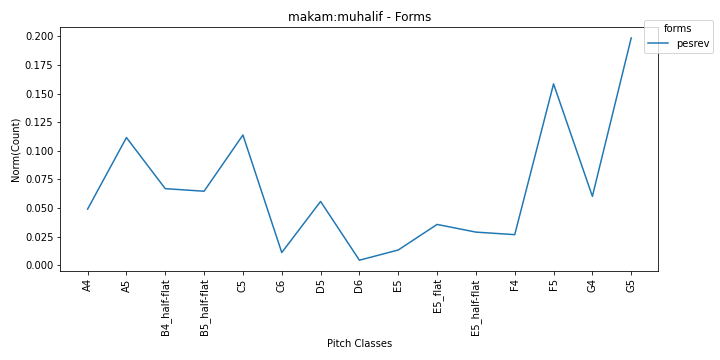 makam:muhalif - Forms
forms
pesrev
0.200
0.175
0.150
0.125
0.100
0.075
0.050
0.025
0.000
Norm(Count)
A4
A5
B4_half-flat
B5_half-flat
C5
C6
D5
D6
E5
E5_flat
E5_half-flat
F4
F5
G4
G5
Pitch Classes